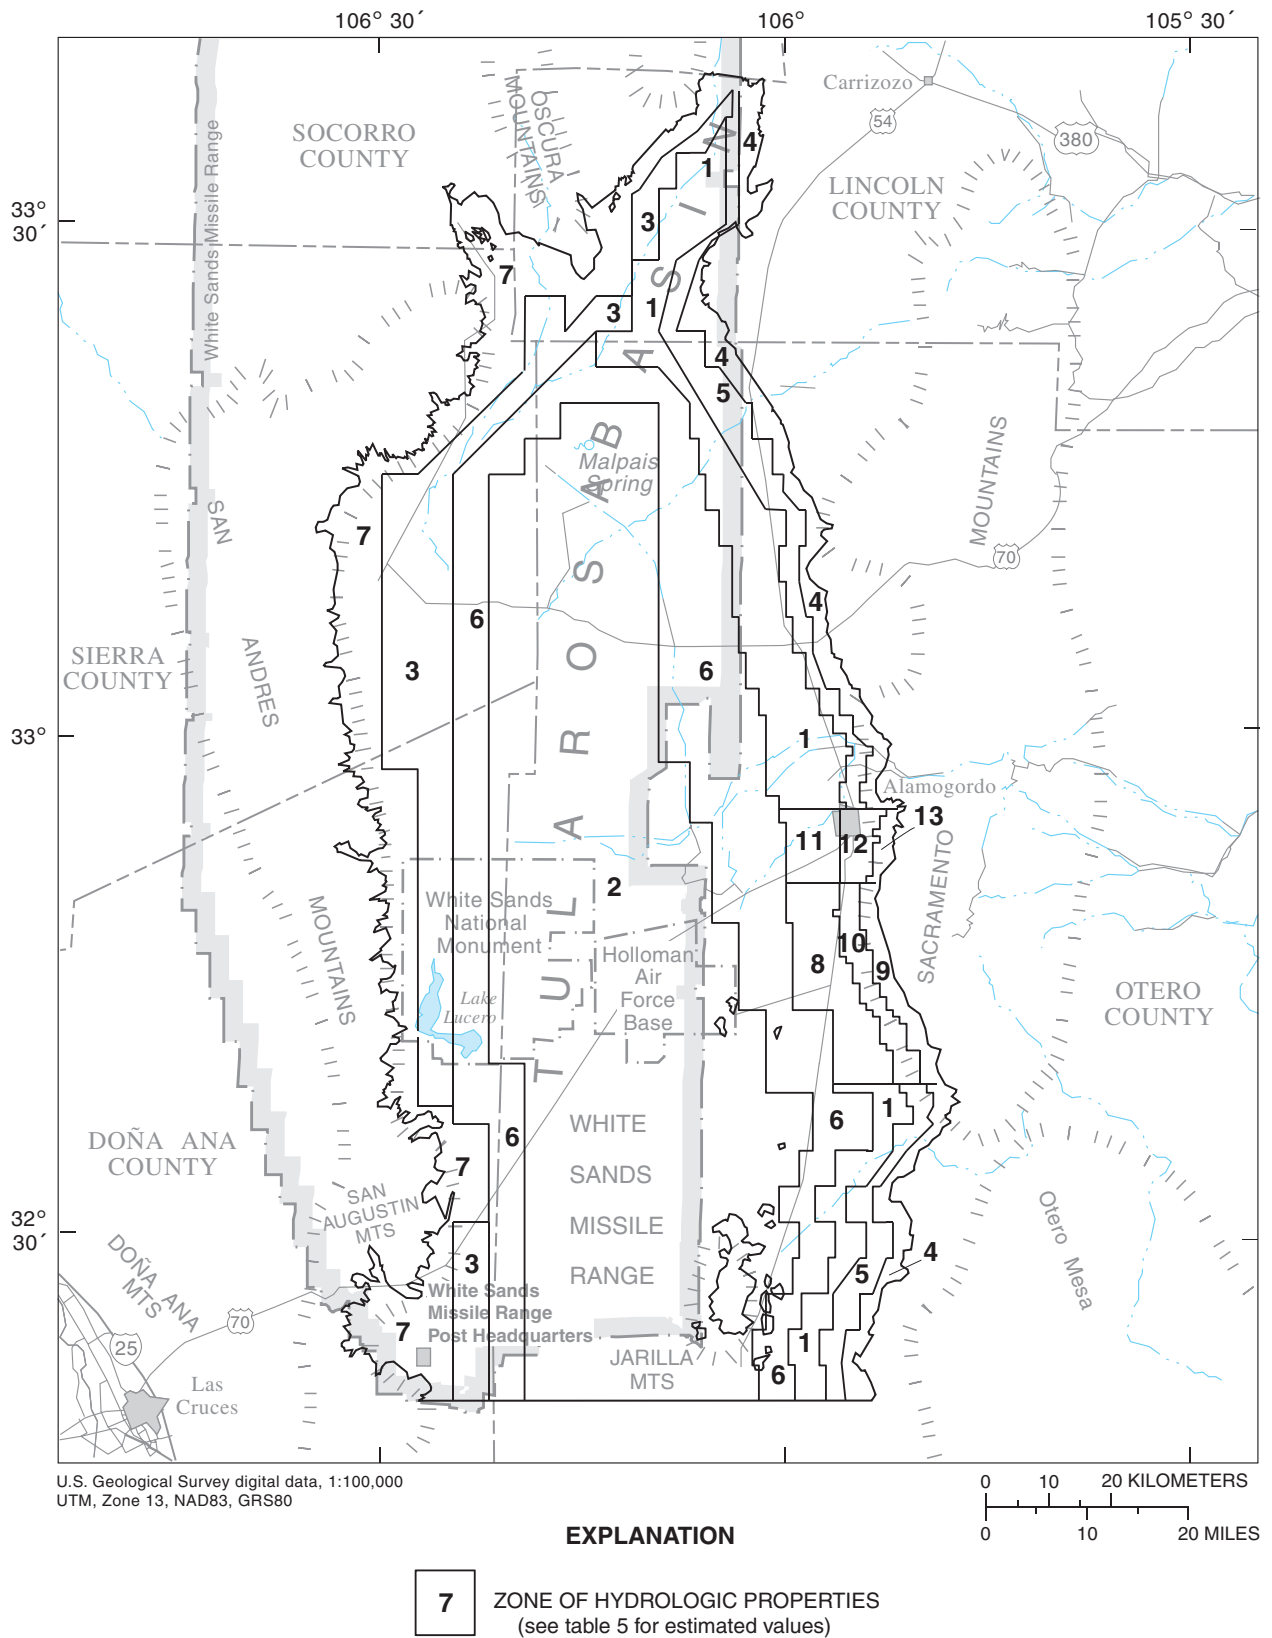 106° 30´
106°
105° 30´
Carrizozo
54
380
SOCORRO
COUNTY
OSCURA
MOUNTAINS
LINCOLN
COUNTY
White Sands Missile Range
33°
30´
4
1
3
7
3
1
4
5
TULAROSA BASIN
Malpais
Spring
MOUNTAINS
SAN
7
70
6
4
SIERRA
COUNTY
ANDRES
3
6
33°
1
Alamogordo
13
11
12
SACRAMENTO
2
White Sands
National
Monument
MOUNTAINS
Holloman
Air
Force
Base
10
8
9
Lake
Lucero
OTERO
COUNTY
6
1
WHITE
SANDS
MISSILE
RANGE
6
DOÑA ANA
COUNTY
7
SAN
AUGUSTIN
MTS
Otero Mesa
32°
30´
DOÑA ANA
MTS
3
4
5
White Sands
Missile Range
Post Headquarters
70
7
25
1
JARILLA
MTS
6
Las
Cruces
U.S. Geological Survey digital data, 1:100,000
UTM, Zone 13, NAD83, GRS80
0 10 20 KILOMETERS
0 10 20 MILES
EXPLANATION
7 ZONE OF HYDROLOGIC PROPERTIES
(see table 5 for estimated values)